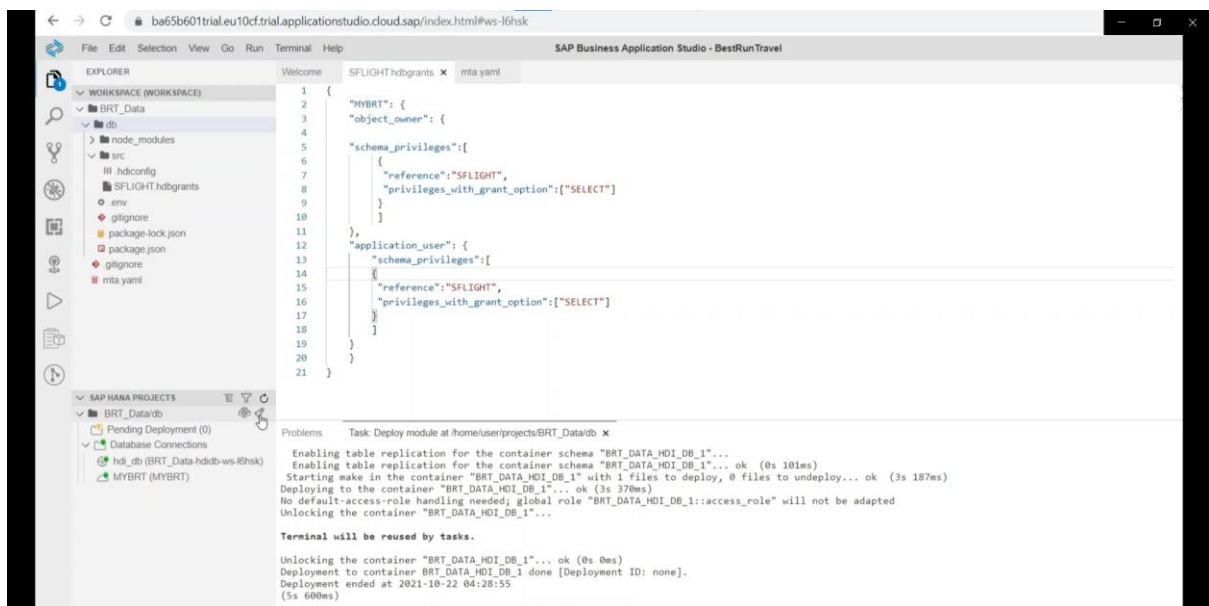 ba65b601trial.eu10cf.trial.applicationstudio.cloud.sap/index.html#ws-l6hsk
File Edit Selection View Go Run Terminal Help
SAP Business Application Studio - BestRunTravel
EXPLORER
WORKSPACE (WORKSPACE)
BRT_Data
db
node_modules
src
.hdiconfig
SFLIGHT.hdbgrants
.env
.gitignore
package-lock.json
package.json
.gitignore
mta.yaml
1
SAP HANA PROJECTS
BRT_Data/db
Pending Deployment (0)
Database Connections
hdi_db (BRT_Data-hdidb-ws-l6hsk)
MYBRT (MYBRT)
Welcome SFLIGHT.hdbgrants × mta.yaml
1 {
2 "MYBRT": {
3 "object_owner": {
4
5 "schema_privileges":[
6 {
7 "reference":"SFLIGHT",
8 "privileges_with_grant_option":["SELECT"]
9 }
10 ]
11 },
12 "application_user": {
13 "schema_privileges":[
14 {
15 "reference":"SFLIGHT",
16 "privileges_with_grant_option":["SELECT"]
17 }
18 ]
19 }
20 }
21 }
Problems Task: Deploy module at /home/user/projects/BRT_Data/db ×
Enabling table replication for the container schema "BRT_DATA_HDI_DB_1"...
Enabling table replication for the container schema "BRT_DATA_HDI_DB_1"... ok (0s 101ms)
Starting make in the container "BRT_DATA_HDI_DB_1" with 1 files to deploy, 0 files to undeploy... ok (3s 187ms)
Deploying to the container "BRT_DATA_HDI_DB_1"... ok (3s 370ms)
No default-access-role handling needed; global role "BRT_DATA_HDI_DB_1::access_role" will not be adapted
Unlocking the container "BRT_DATA_HDI_DB_1"...
Terminal will be reused by tasks.
Unlocking the container "BRT_DATA_HDI_DB_1"... ok (0s 0ms)
Deployment to container BRT_DATA_HDI_DB_1 done [Deployment ID: none].
Deployment ended at 2021-10-22 04:28:55
(5s 600ms)